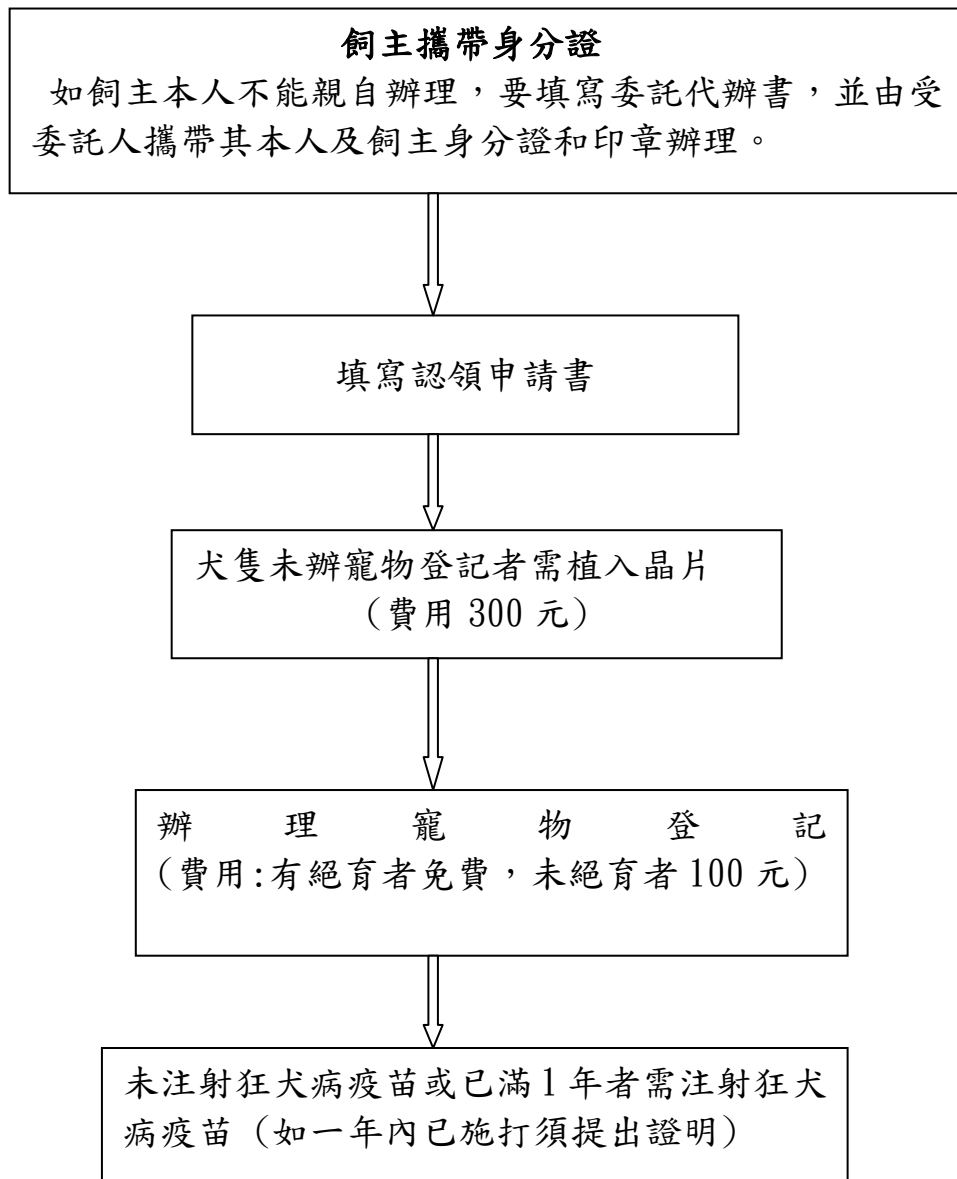 飼主攜帶身分證
如飼主本人不能親自辦理，要填寫委託代辦書，並由受
委託人攜帶其本人及飼主身分證和印章辦理。
填寫認領申請書
犬隻未辦寵物登記者需植入晶片
（費用 300 元）
辦理寵物登記
（費用:有絕育者免費，未絕育者 100 元）
未注射狂犬病疫苗或已滿 1 年者需注射狂犬
病疫苗（如一年內已施打須提出證明）